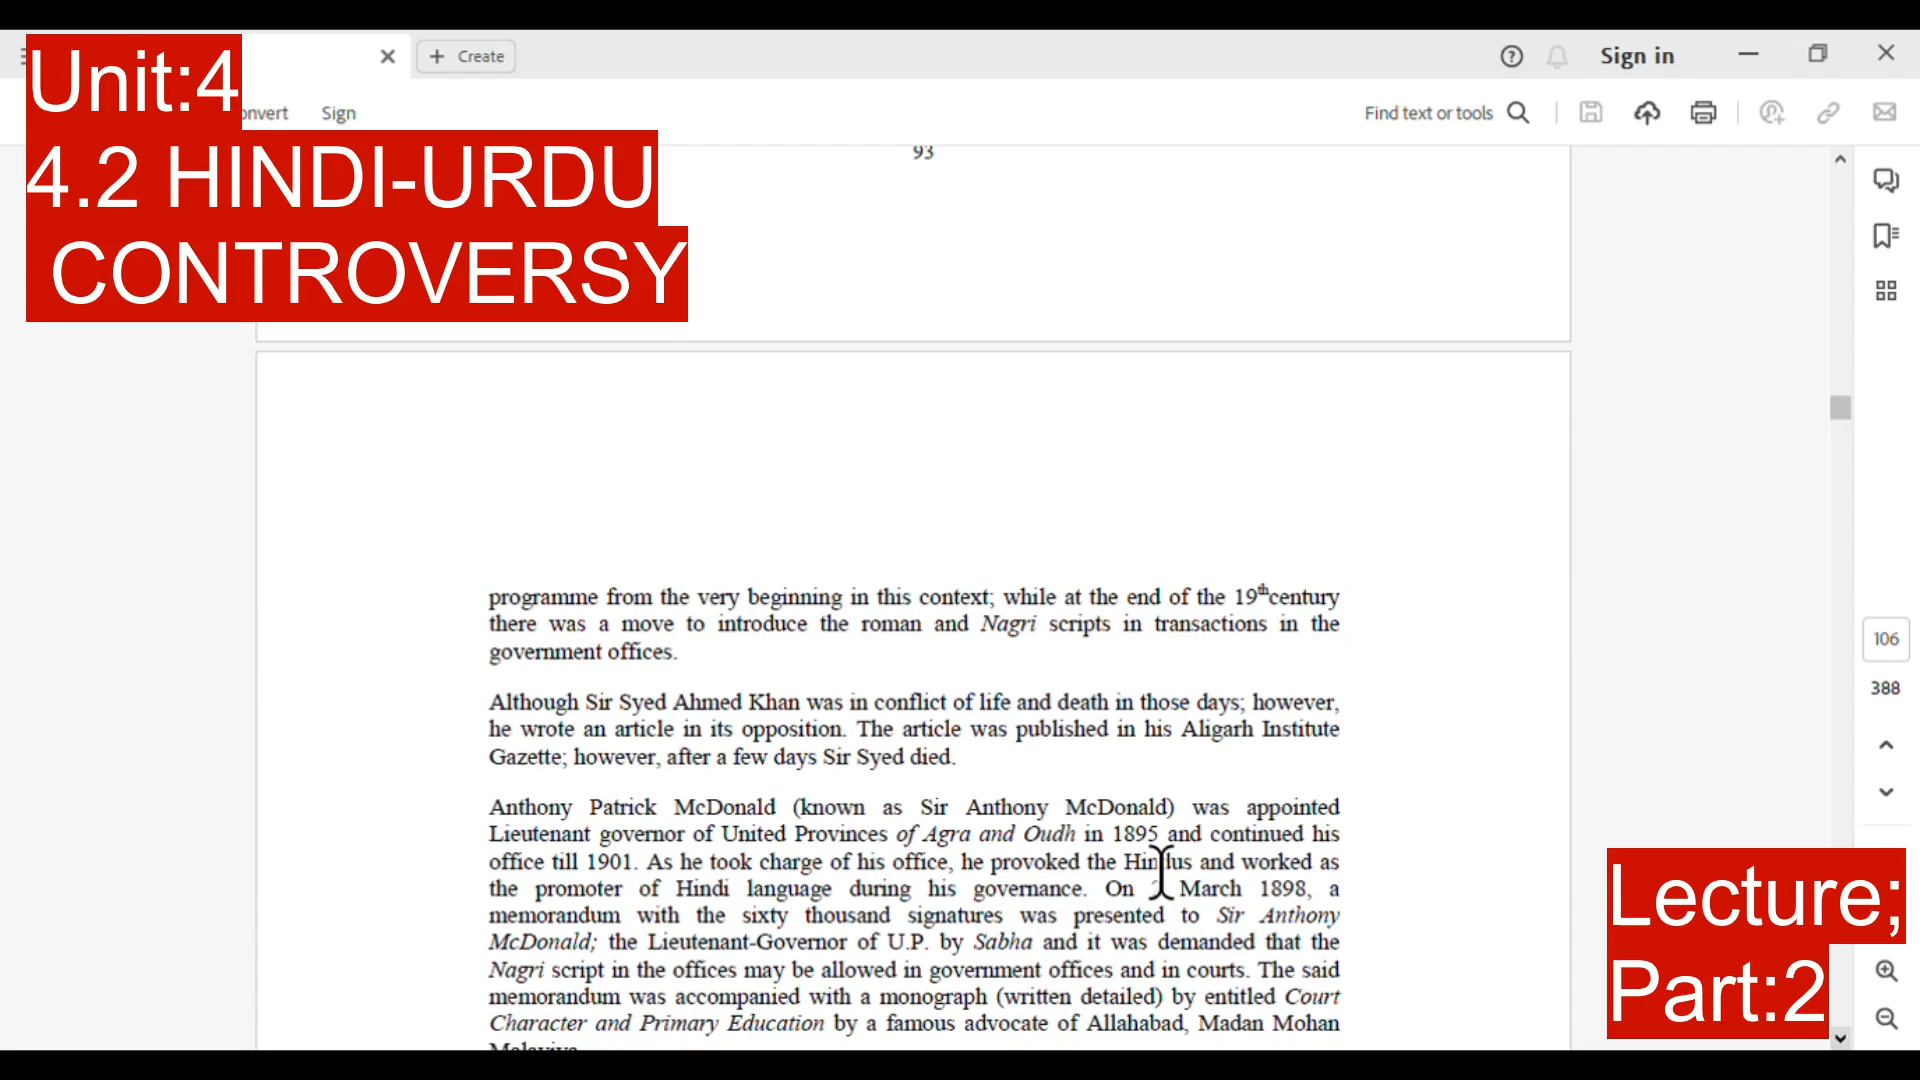 Unit:4
4.2 HINDI-URDU
CONTROVERSY
+ Create
Sign in
onvert Sign
Find text or tools
93
programme from the very beginning in this context; while at the end of the 19thcentury
there was a move to introduce the roman and Nagri scripts in transactions in the
government offices.
Although Sir Syed Ahmed Khan was in conflict of life and death in those days; however,
he wrote an article in its opposition. The article was published in his Aligarh Institute
Gazette; however, after a few days Sir Syed died.
Anthony Patrick McDonald (known as Sir Anthony McDonald) was appointed
Lieutenant governor of United Provinces of Agra and Oudh in 1895 and continued his
office till 1901. As he took charge of his office, he provoked the Hindus and worked as
the promoter of Hindi language during his governance. On March 1898, a
memorandum with the sixty thousand signatures was presented to Sir Anthony
McDonald; the Lieutenant-Governor of U.P. by Sabha and it was demanded that the
Nagri script in the offices may be allowed in government offices and in courts. The said
memorandum was accompanied with a monograph (written detailed) by entitled Court
Character and Primary Education by a famous advocate of Allahabad, Madan Mohan
106
388
Lecture;
Part:2